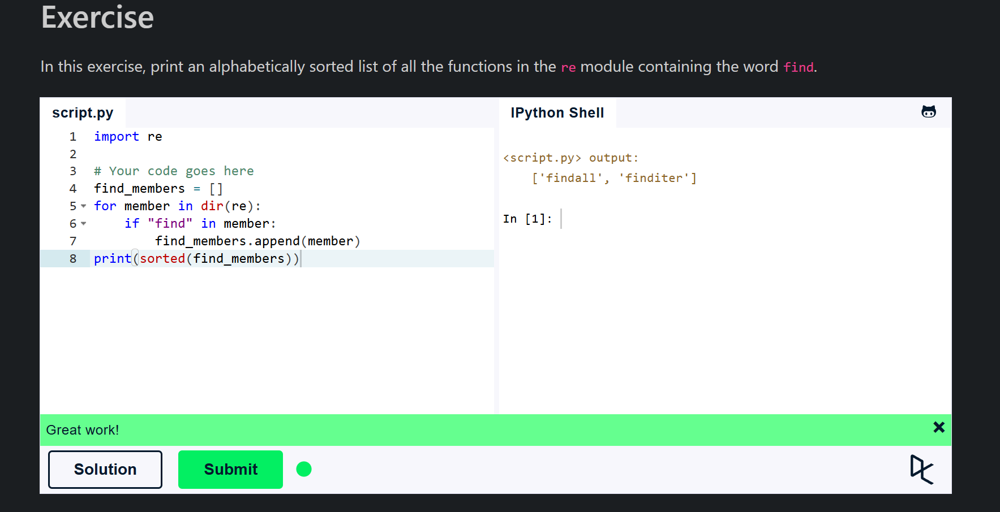 Exercise
In this exercise, print an alphabetically sorted list of all the functions in the re module containing the word find.
script.py
1 import re
2
3 # Your code goes here
4 find_members = []
5 for member in dir(re):
6     if "find" in member:
7         find_members.append(member)
8 print(sorted(find_members))
IPython Shell
<script.py> output:
    ['findall', 'finditer']
In [1]:
Great work!
Solution
Submit